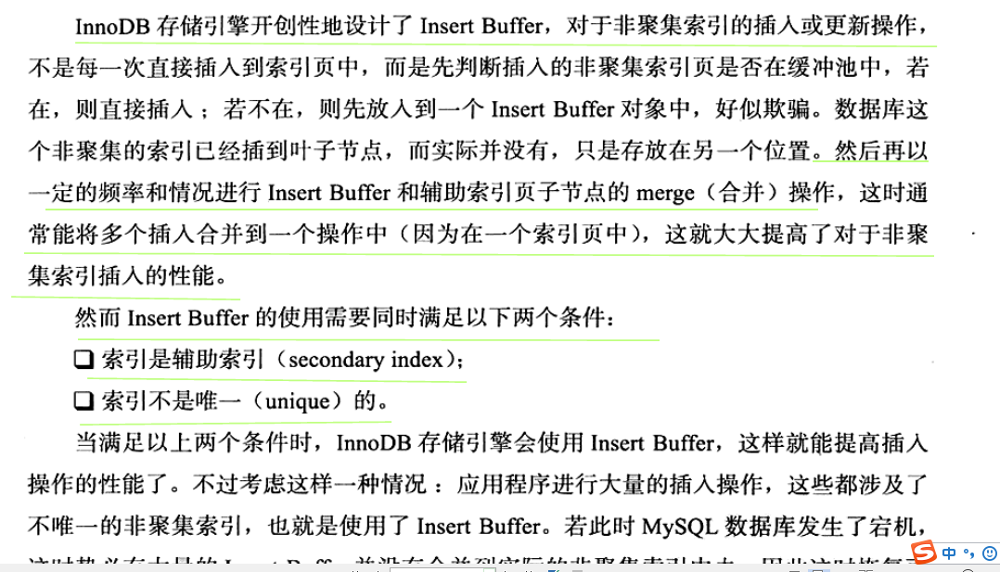 InnoDB 存储引擎开创性地设计了 Insert Buffer，对于非聚集索引的插入或更新操作，
不是每一次直接插入到索引页中，而是先判断插入的非聚集索引页是否在缓冲池中，若
在，则直接插入；若不在，则先放入到一个 Insert Buffer 对象中，好似欺骗。数据库这
个非聚集的索引已经插到叶子节点，而实际并没有，只是存放在另一个位置。然后再以
一定的频率和情况进行 Insert Buffer 和辅助索引页子节点的 merge（合并）操作，这时通
常能将多个插入合并到一个操作中（因为在一个索引页中），这就大大提高了对于非聚
集索引插入的性能。
然而 Insert Buffer 的使用需要同时满足以下两个条件：
❑ 索引是辅助索引（secondary index）；
❑ 索引不是唯一（unique）的。
当满足以上两个条件时，InnoDB 存储引擎会使用 Insert Buffer，这样就能提高插入
操作的性能了。不过考虑这样一种情况：应用程序进行大量的插入操作，这些都涉及了
不唯一的非聚集索引，也就是使用了 Insert Buffer。若此时 MySQL 数据库发生了宕机，
中